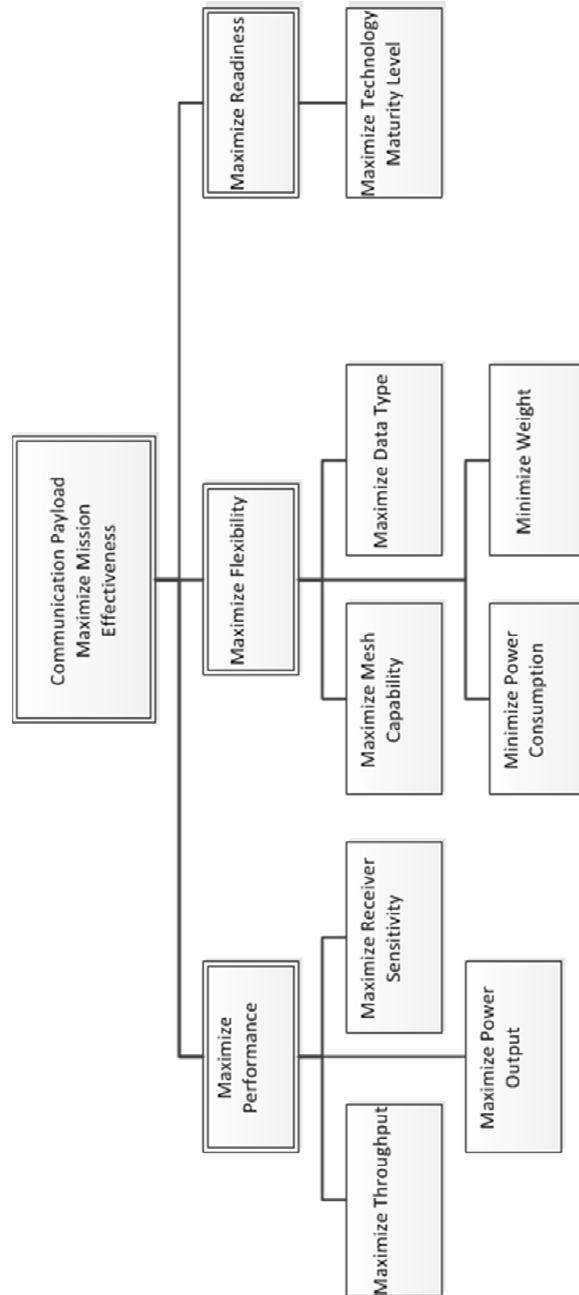 Communication Payload
Maximize Mission
Effectiveness
Maximize
Performance
Maximize Flexibility
Maximize Readiness
Maximize Throughput
Maximize Receiver
Sensitivity
Maximize Mesh
Capability
Maximize Data Type
Maximize Technology
Maturity Level
Maximize Power
Output
Minimize Power
Consumption
Minimize Weight